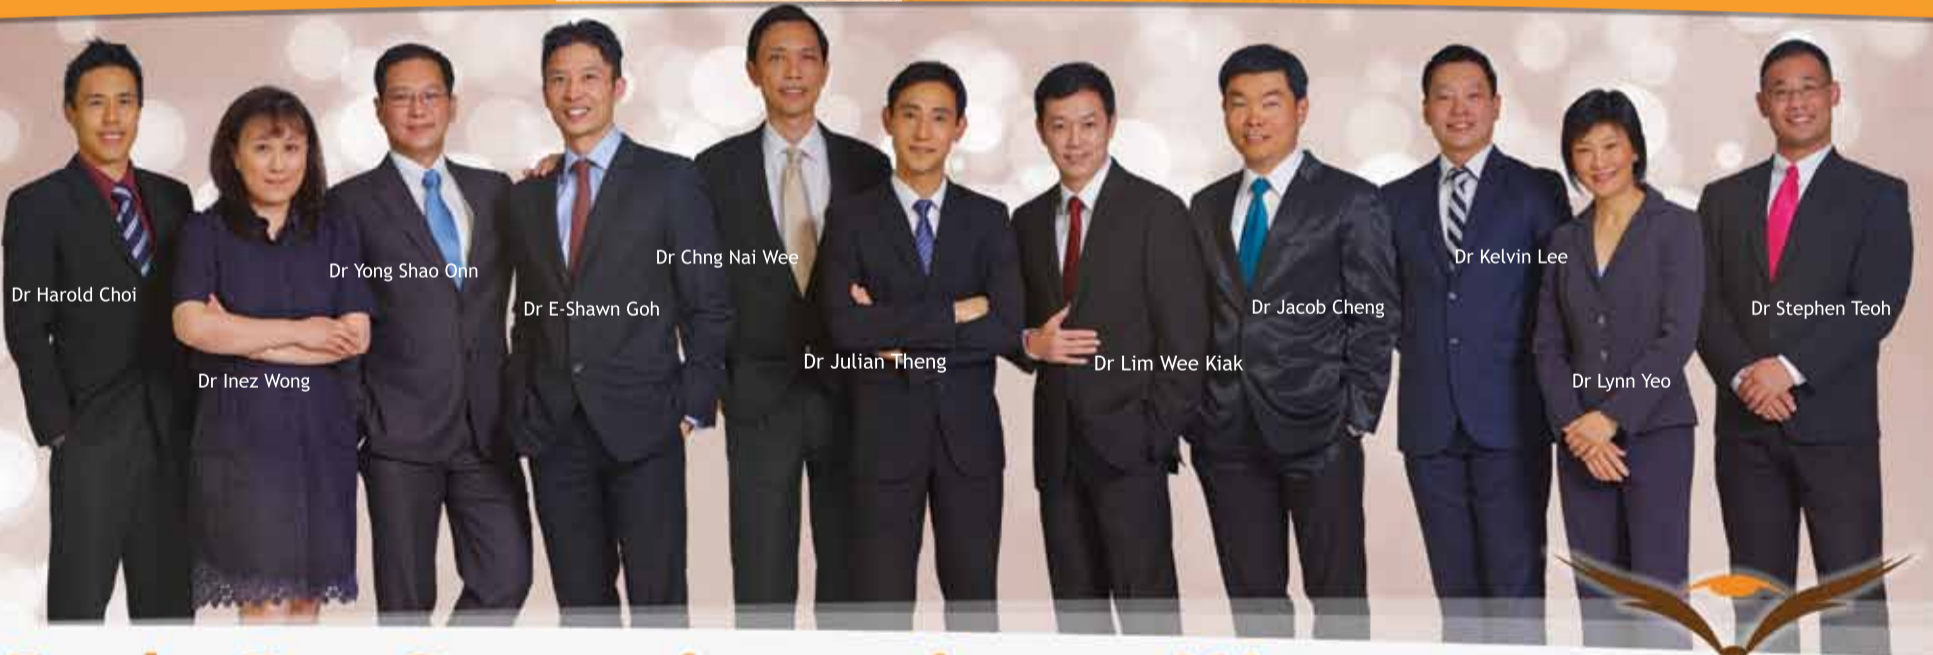 Dr Harold Choi
Dr Inez Wong
Dr Yong Shao Onn
Dr E-Shawn Goh
Dr Chng Nai Wee
Dr Julian Theng
Dr Lim Wee Kiak
Dr Jacob Cheng
Dr Kelvin Lee
Dr Lynn Yeo
Dr Stephen Teoh